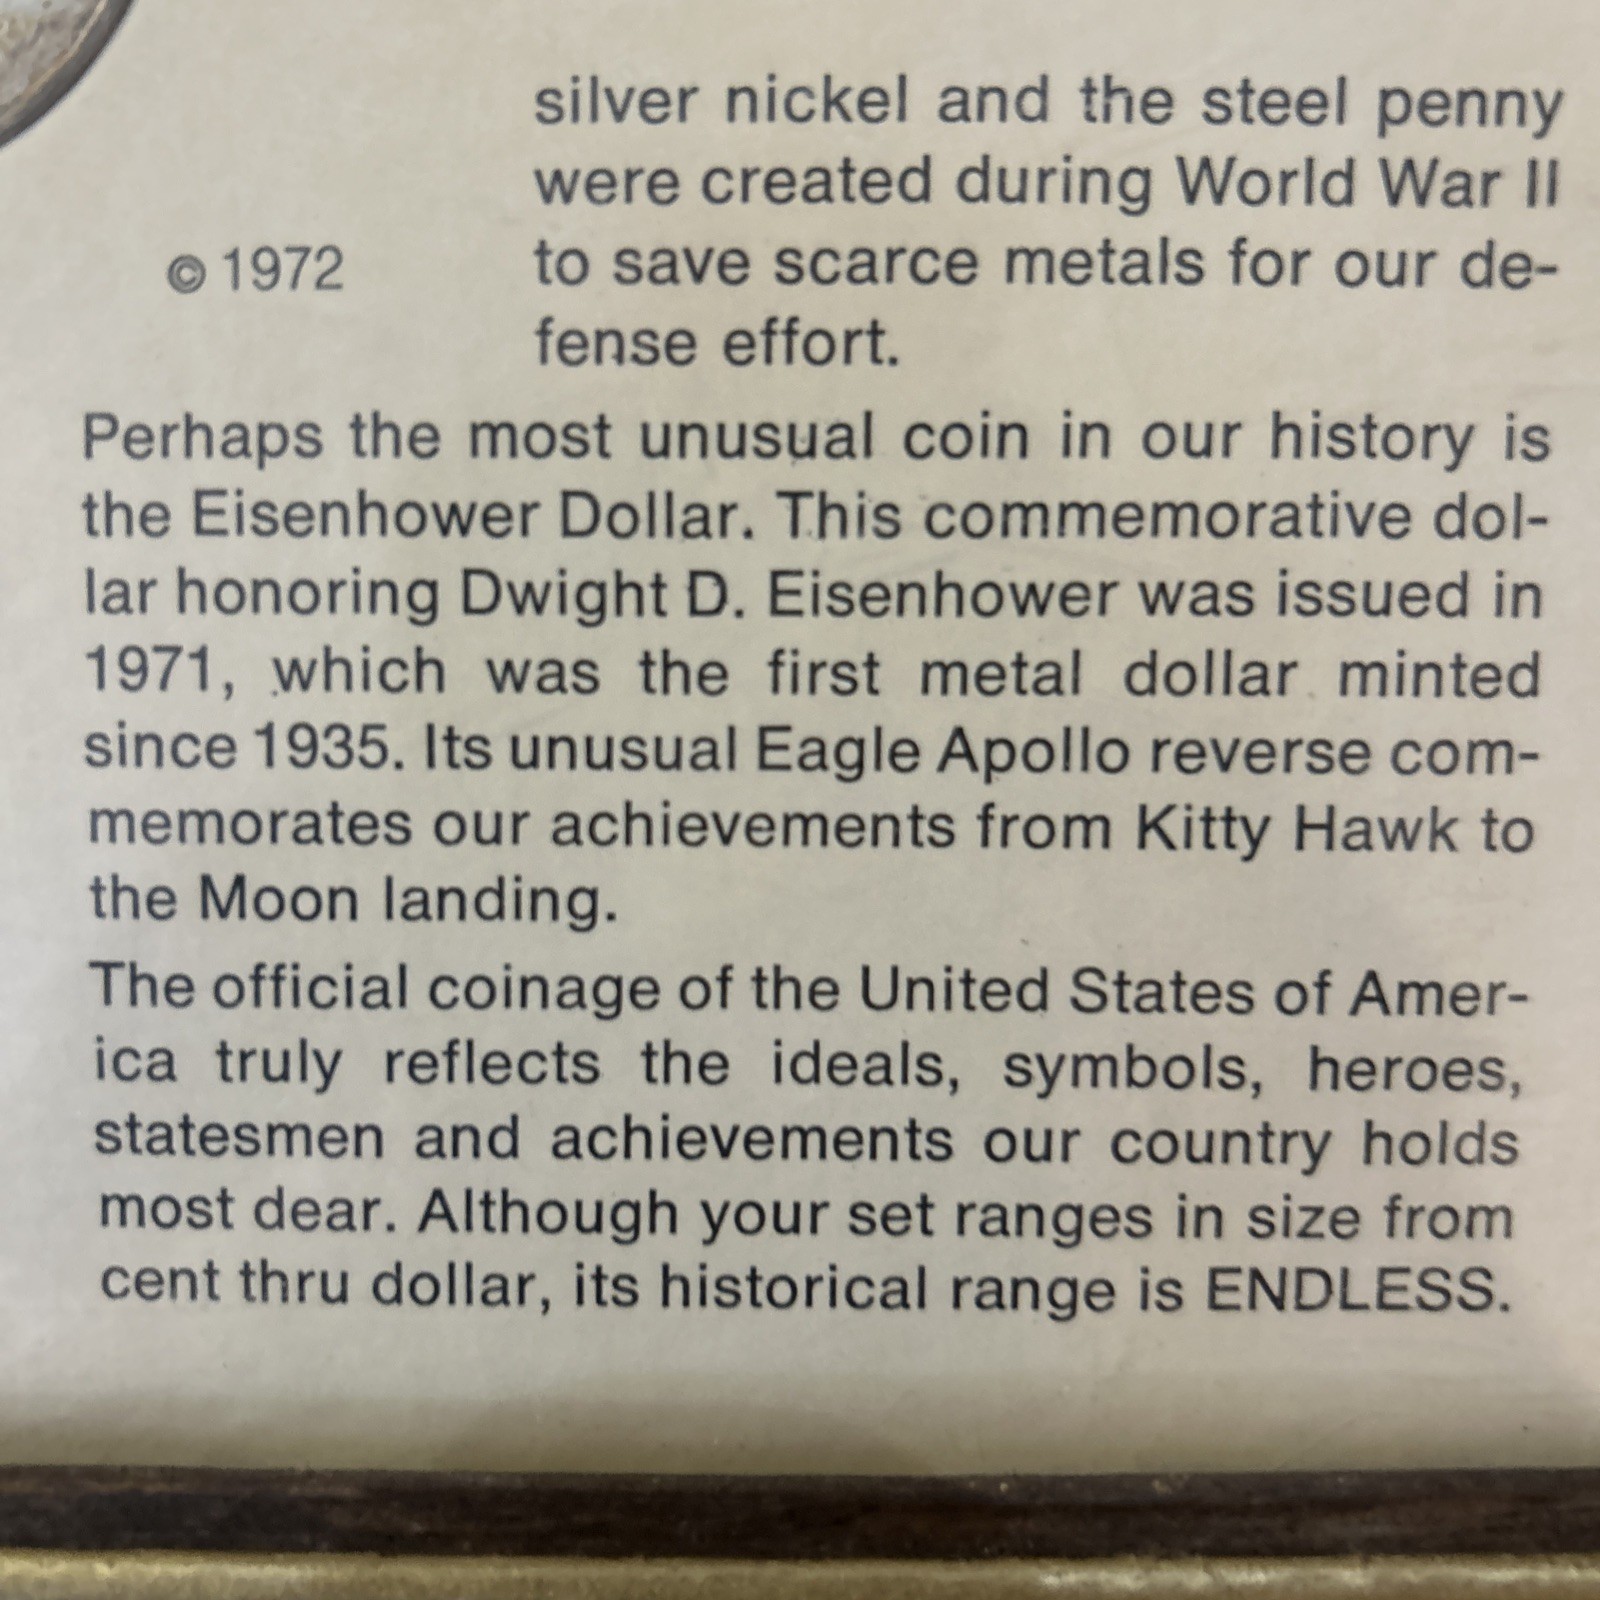 silver nickel and the steel penny
were created during World War II
to save scarce metals for our de-
fense effort.
© 1972
Perhaps the most unusual coin in our history is
the Eisenhower Dollar. This commemorative dol-
lar honoring Dwight D. Eisenhower was issued in
1971, which was the first metal dollar minted
since 1935. Its unusual Eagle Apollo reverse com-
memorates our achievements from Kitty Hawk to
the Moon landing.
The official coinage of the United States of Amer-
ica truly reflects the ideals, symbols, heroes,
statesmen and achievements our country holds
most dear. Although your set ranges in size from
cent thru dollar, its historical range is ENDLESS.